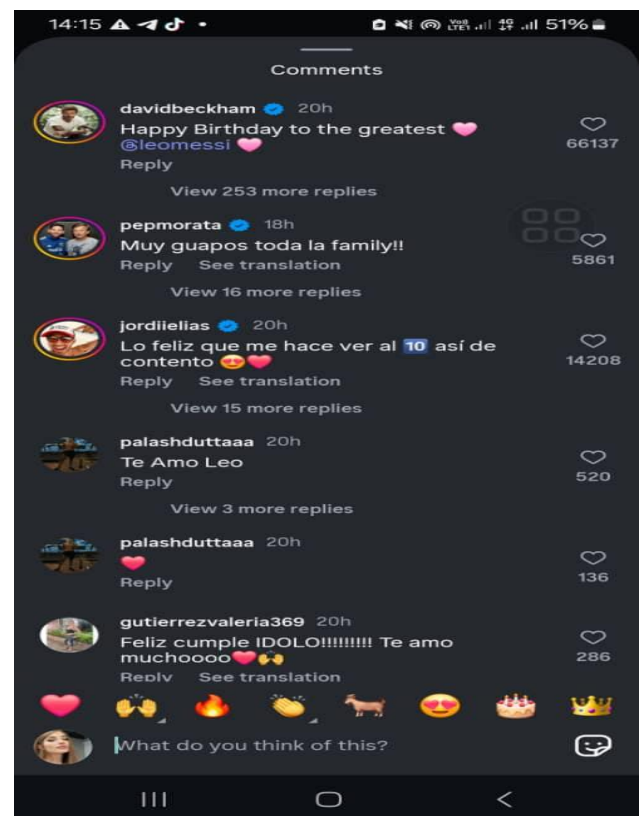 14:15 51%
Comments
davidbeckham 20h
Happy Birthday to the greatest 🩷
@leomessi 🩷
66137
Reply
View 253 more replies
pepmorata 18h
Muy guapos toda la family!!
5861
Reply See translation
View 16 more replies
jordiielias 20h
Lo feliz que me hace ver al 🔟 así de
contento 😍❤️
14208
Reply See translation
View 15 more replies
palashduttaaa 20h
Te Amo Leo
520
Reply
View 3 more replies
palashduttaaa 20h
❤️
136
Reply
gutierrezvaleria369 20h
Feliz cumple IDOLO!!!!!!!!! Te amo
muchoooo❤️🙌
286
Reply See translation
❤️ 🙌 🔥 👏 🐐 😍 🎂 👑
What do you think of this?